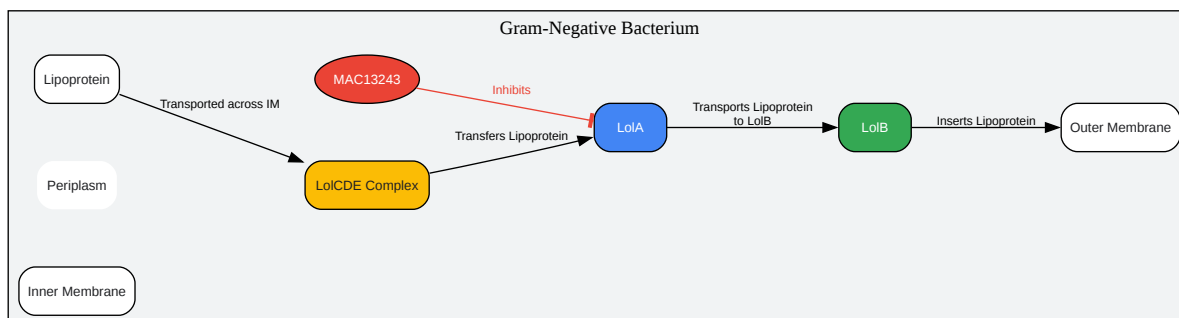 Gram-Negative Bacterium
Lipoprotein
MAC13243
Transported across IM
Inhibits
Transfers Lipoprotein
LolA
Transports Lipoprotein
to LolB
LolB
Inserts Lipoprotein
Outer Membrane
Periplasm
LolCDE Complex
Inner Membrane